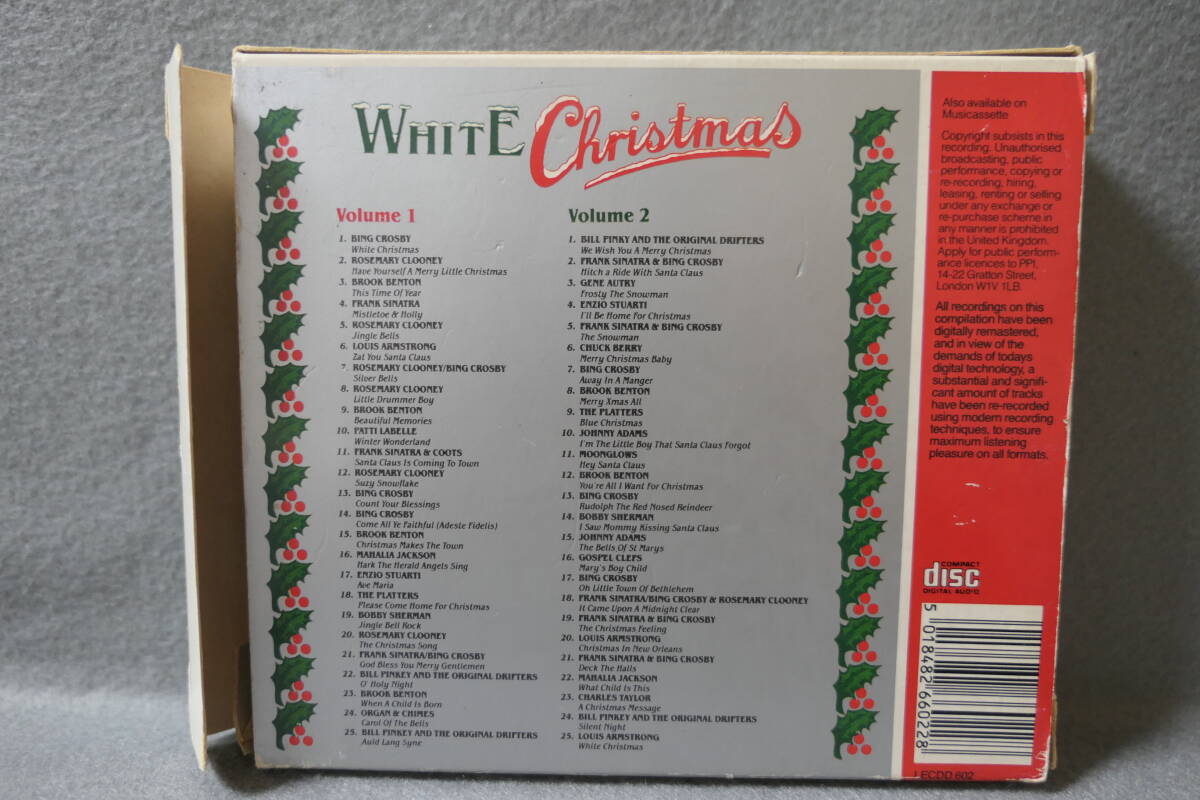 WHITE Christmas
Volume 1
1. BING CROSBY
White Christmas
2. ROSEMARY CLOONEY
Have Yourself A Merry Little Christmas
3. BROOK BENTON
This Time Of Year
4. FRANK SINATRA
Mistletoe & Holly
5. ROSEMARY CLOONEY
Jingle Bells
6. LOUIS ARMSTRONG
Zat You Santa Claus
7. ROSEMARY CLOONEY/BING CROSBY
Silver Bells
8. ROSEMARY CLOONEY
Little Drummer Boy
9. BROOK BENTON
Beautiful Memories
10. PATTI LABELLE
Winter Wonderland
11. FRANK SINATRA & COOTS
Santa Claus Is Coming To Town
12. ROSEMARY CLOONEY
Suzy Snowflake
13. BING CROSBY
Count Your Blessings
14. BING CROSBY
Come All Ye Faithful (Adeste Fidelis)
15. BROOK BENTON
Christmas Makes The Town
16. MAHALIA JACKSON
Hark The Herald Angels Sing
17. ENZIO STUARTI
Ave Maria
18. THE PLATTERS
Please Come Home For Christmas
19. BOBBY SHERMAN
Jingle Bell Rock
20. ROSEMARY CLOONEY
The Christmas Song
21. FRANK SINATRA/BING CROSBY
God Bless You Merry Gentlemen
22. BILL PINKEY AND THE ORIGINAL DRIFTERS
O' Holy Night
23. BROOK BENTON
When A Child Is Born
24. ORGAN & CHIMES
Carol Of The Bells
25. BILL PINKEY AND THE ORIGINAL DRIFTERS
Auld Lang Syne
Volume 2
1. BILL PINKY AND THE ORIGINAL DRIFTERS
We Wish You A Merry Christmas
2. FRANK SINATRA & BING CROSBY
Hitch a Ride With Santa Claus
3. GENE AUTRY
Frosty The Snowman
4. ENZIO STUARTI
I'll Be Home For Christmas
5. FRANK SINATRA & BING CROSBY
The Snowman
6. CHUCK BERRY
Merry Christmas Baby
7. BING CROSBY
Away In A Manger
8. BROOK BENTON
Merry Xmas All
9. THE PLATTERS
Blue Christmas
10. JOHNNY ADAMS
I'm The Little Boy That Santa Claus Forgot
11. MOONGLOWS
Hey Santa Claus
12. BROOK BENTON
You're All I Want For Christmas
13. BING CROSBY
Rudolph The Red Nosed Reindeer
14. BOBBY SHERMAN
I Saw Mommy Kissing Santa Claus
15. JOHNNY ADAMS
The Bells Of St Marys
16. GOSPEL CLEFS
Mary's Boy Child
17. BING CROSBY
Oh Little Town Of Bethlehem
18. FRANK SINATRA/BING CROSBY & ROSEMARY CLOONEY
It Came Upon A Midnight Clear
19. FRANK SINATRA & BING CROSBY
The Christmas Feeling
20. LOUIS ARMSTRONG
Christmas In New Orleans
21. FRANK SINATRA & BING CROSBY
Deck The Halls
22. MAHALIA JACKSON
What Child Is This
23. CHARLES TAYLOR
A Christmas Message
24. BILL PINKEY AND THE ORIGINAL DRIFTERS
Silent Night
25. LOUIS ARMSTRONG
White Christmas
Also available on
Musicassette
Copyright subsists in this
recording. Unauthorised
broadcasting, public
performance, copying or
re-recording, hiring,
leasing, renting or selling
under any exchange or
re-purchase scheme in
any manner is prohibited
in the United Kingdom.
Apply for public perform-
ance licences to PPI,
14-22 Gratton Street,
London W1V 1LB.
All recordings on this
compilation have been
digitally remastered,
and in view of the
demands of todays
digital technology, a
substantial and signifi-
cant amount of tracks
have been re-recorded
using modern recording
techniques, to ensure
maximum listening
pleasure on all formats.
COMPACT
disc
DIGITAL AUDIO
5 018482 660228
LECDD 602